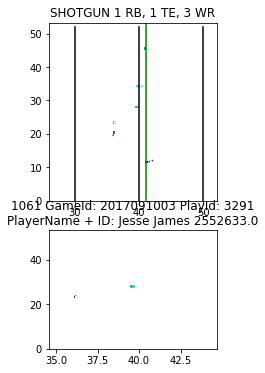 SHOTGUN 1 RB, 1 TE, 3 WR
50
40
30
20
10
0
30 40 50
1061 GameId: 2017091003 PlayId: 3291
PlayerName + ID: Jesse James 2552633.0
40
20
0
35.0 37.5 40.0 42.5